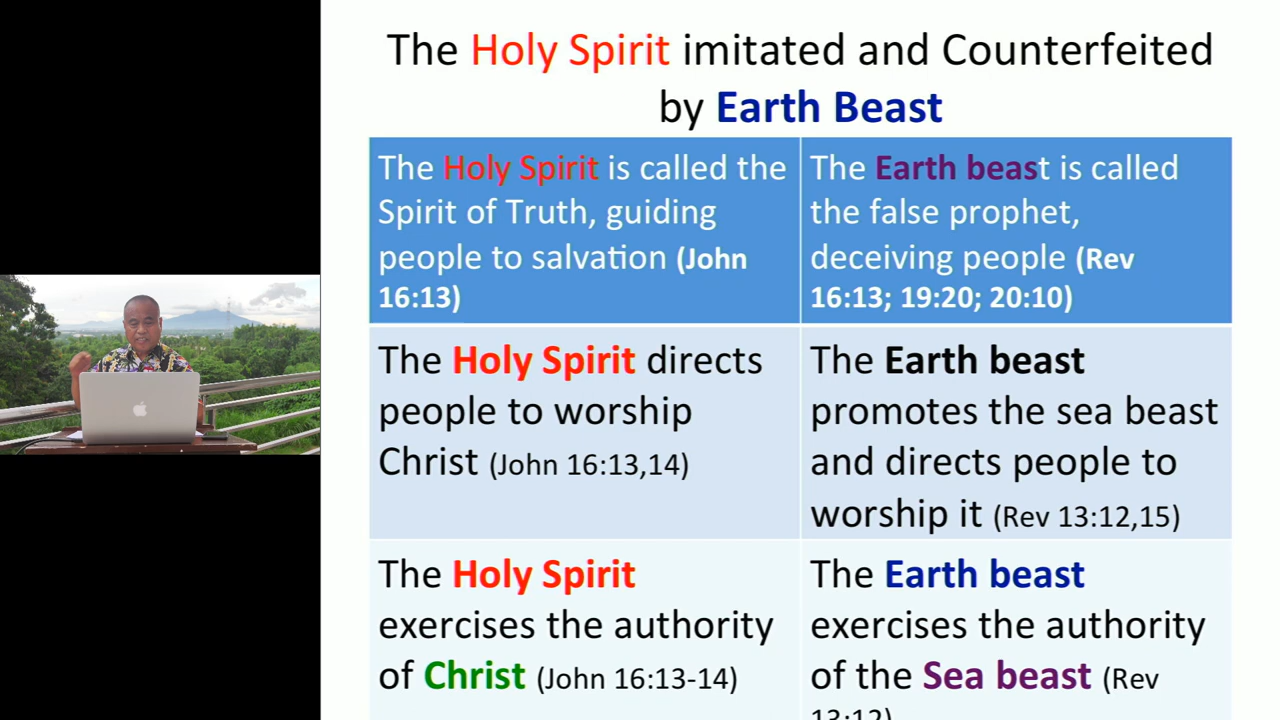 The Holy Spirit imitated and Counterfeited
by Earth Beast
The Holy Spirit is called the
Spirit of Truth, guiding
people to salvation (John
16:13)
The Earth beast is called
the false prophet,
deceiving people (Rev
16:13; 19:20; 20:10)
The Holy Spirit directs
people to worship
Christ (John 16:13,14)
The Earth beast
promotes the sea beast
and directs people to
worship it (Rev 13:12,15)
The Holy Spirit
exercises the authority
of Christ (John 16:13-14)
The Earth beast
exercises the authority
of the Sea beast (Rev
13:12)